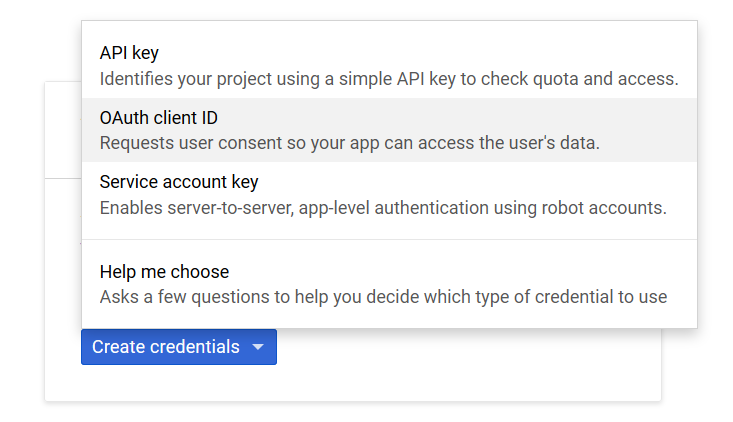 API key
Identifies your project using a simple API key to check quota and access.
OAuth client ID
Requests user consent so your app can access the user's data.
Service account key
Enables server-to-server, app-level authentication using robot accounts.
Help me choose
Asks a few questions to help you decide which type of credential to use
Create credentials